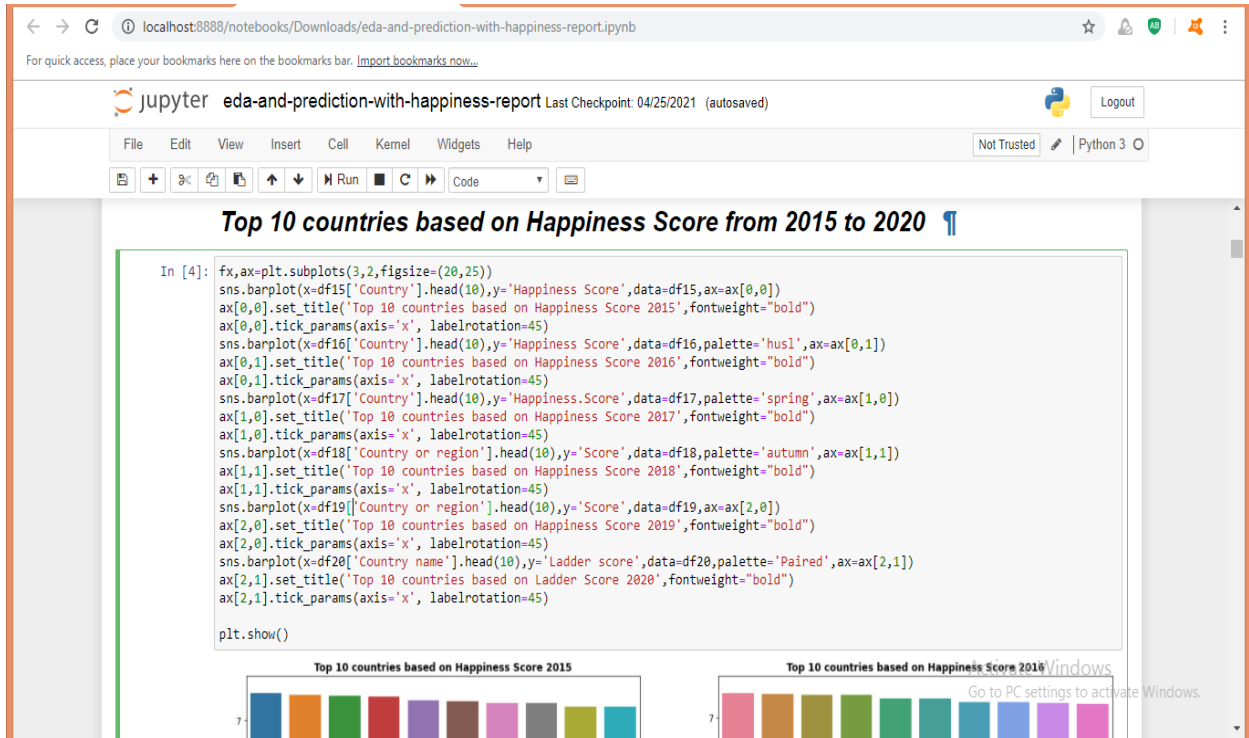 localhost:8888/notebooks/Downloads/eda-and-prediction-with-happiness-report.ipynb
AB
For quick access, place your bookmarks here on the bookmarks bar. Import bookmarks now...
jupyter eda-and-prediction-with-happiness-report Last Checkpoint: 04/25/2021 (autosaved)
Logout
File Edit View Insert Cell Kernel Widgets Help
Not Trusted Python 3
Run Code
Top 10 countries based on Happiness Score from 2015 to 2020 ¶
In [4]: fx,ax=plt.subplots(3,2,figsize=(20,25))
sns.barplot(x=df15['Country'].head(10),y='Happiness Score',data=df15,ax=ax[0,0])
ax[0,0].set_title('Top 10 countries based on Happiness Score 2015',fontweight="bold")
ax[0,0].tick_params(axis='x', labelrotation=45)
sns.barplot(x=df16['Country'].head(10),y='Happiness Score',data=df16,palette='husl',ax=ax[0,1])
ax[0,1].set_title('Top 10 countries based on Happiness Score 2016',fontweight="bold")
ax[0,1].tick_params(axis='x', labelrotation=45)
sns.barplot(x=df17['Country'].head(10),y='Happiness.Score',data=df17,palette='spring',ax=ax[1,0])
ax[1,0].set_title('Top 10 countries based on Happiness Score 2017',fontweight="bold")
ax[1,0].tick_params(axis='x', labelrotation=45)
sns.barplot(x=df18['Country or region'].head(10),y='Score',data=df18,palette='autumn',ax=ax[1,1])
ax[1,1].set_title('Top 10 countries based on Happiness Score 2018',fontweight="bold")
ax[1,1].tick_params(axis='x', labelrotation=45)
sns.barplot(x=df19['Country or region'].head(10),y='Score',data=df19,ax=ax[2,0])
ax[2,0].set_title('Top 10 countries based on Happiness Score 2019',fontweight="bold")
ax[2,0].tick_params(axis='x', labelrotation=45)
sns.barplot(x=df20['Country name'].head(10),y='Ladder score',data=df20,palette='Paired',ax=ax[2,1])
ax[2,1].set_title('Top 10 countries based on Ladder Score 2020',fontweight="bold")
ax[2,1].tick_params(axis='x', labelrotation=45)
plt.show()
Top 10 countries based on Happiness Score 2015
7
Top 10 countries based on Happiness Score 2016
7
Activate Windows
Go to PC settings to activate Windows.